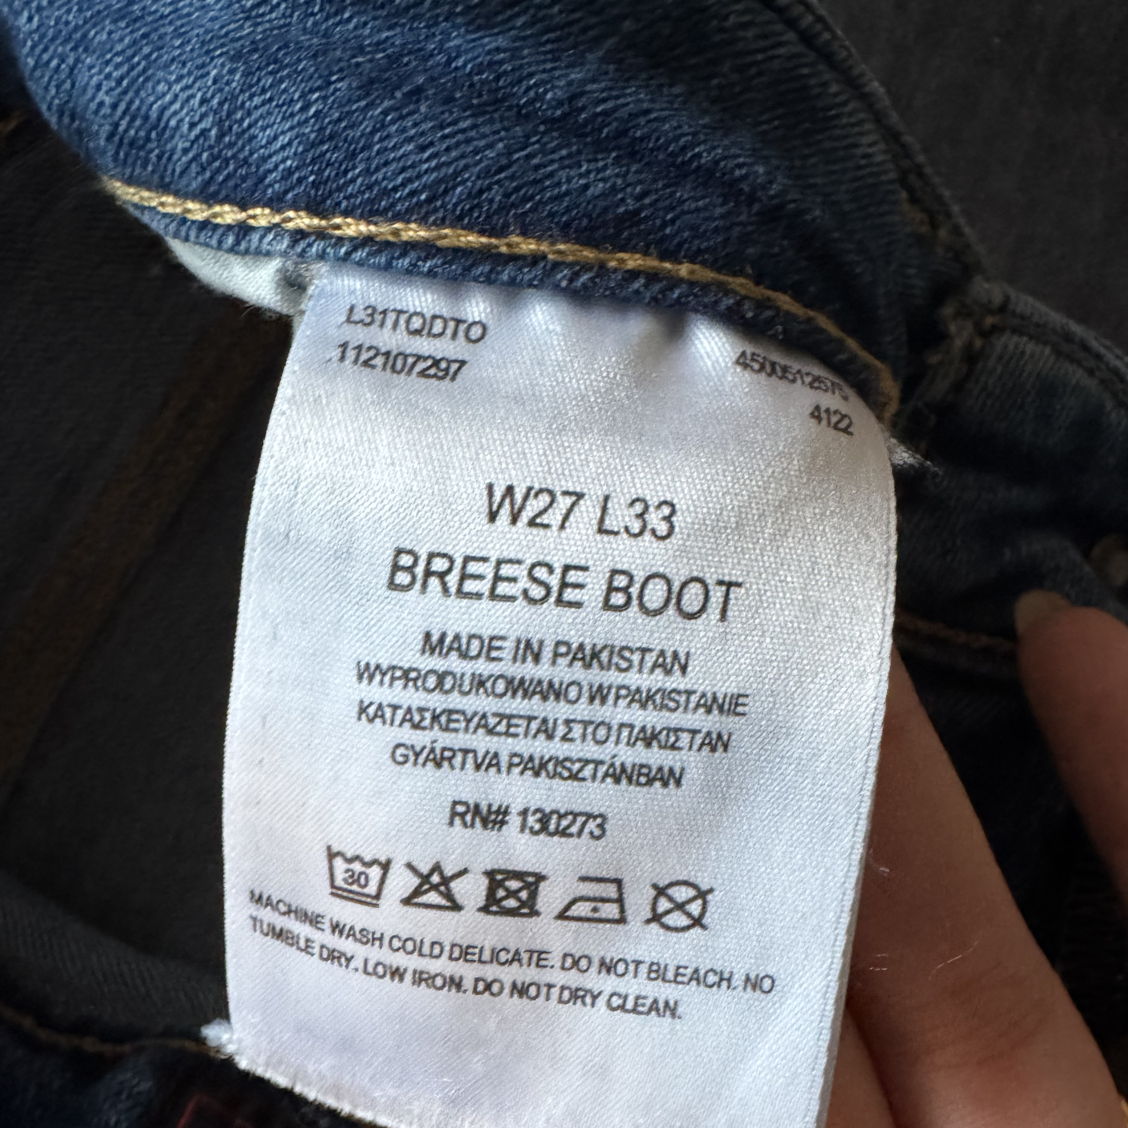 L31TQDTO
112107297
4122
W27 L33
BREESE BOOT
MADE IN PAKISTAN
WYPRODUKOWANO W PAKISTANIE
ΚΑΤΑΣΚΕΥΑΖΕΤΑΙ ΣΤΟ ΠΑΚΙΣΤΑΝ
GYÁRTVA PAKISZTÁNBAN
RN# 130273
30
MACHINE WASH COLD DELICATE. DO NOT BLEACH. NO
TUMBLE DRY. LOW IRON. DO NOT DRY CLEAN.